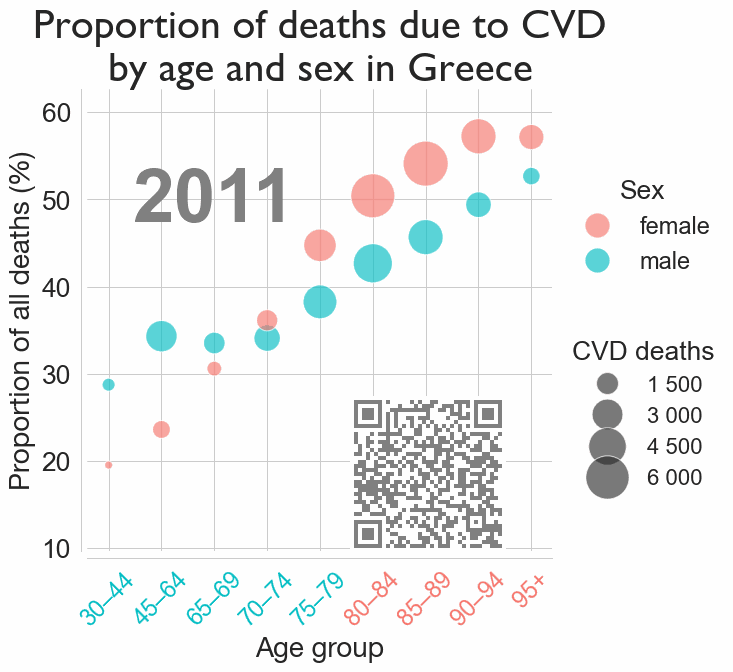 Proportion of deaths due to CVD
by age and sex in Greece
Proportion of all deaths (%)
60
50
40
30
20
10
2011
30–44
45–64
65–69
70–74
75–79
80–84
85–89
90–94
95+
Age group
Sex
female
male
CVD deaths
1 500
3 000
4 500
6 000